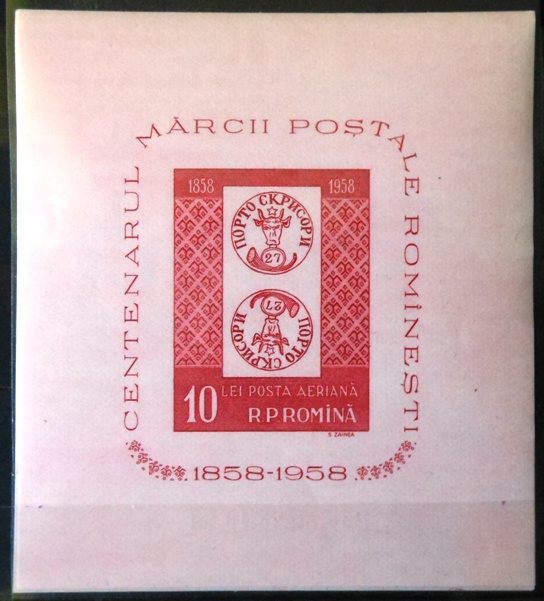 CENTENARUL MĂRCII POȘTALE ROMÎNEȘTI
1858 1958
ПОРТО СКРИСОРИ
27
ПОРТО СКРИСОРИ
27
10 LEI POSTA AERIANĂ
R.P.ROMÎNĂ
S. ZAINEA
1858-1958